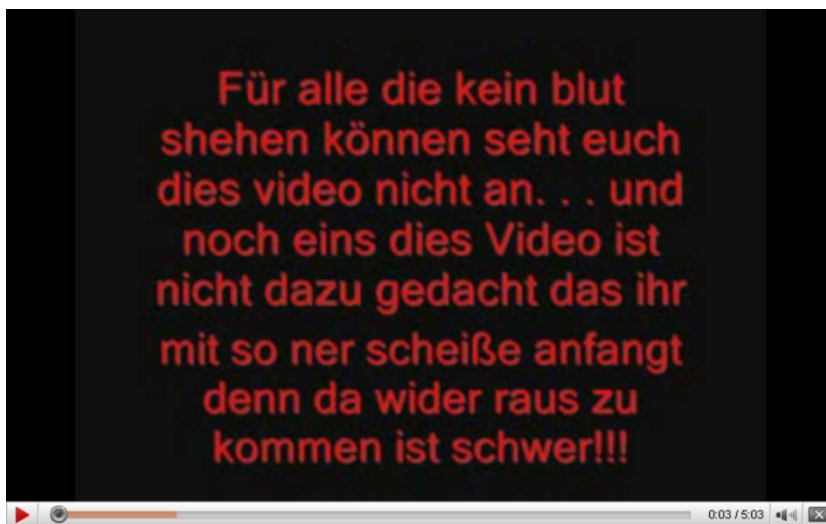 Für alle die kein blut
shehen können seht euch
dies video nicht an. . . und
noch eins dies Video ist
nicht dazu gedacht das ihr
mit so ner scheiße anfangt
denn da wider raus zu
kommen ist schwer!!!
0:03 / 5:03